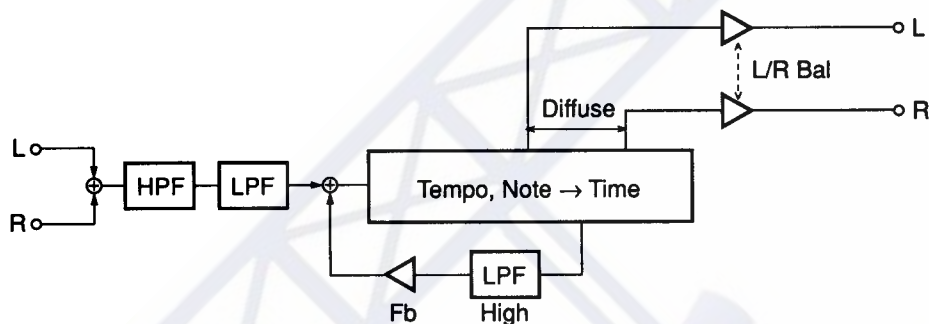 L
L/R Bal
Diffuse
R
L
HPF
LPF
Tempo, Note → Time
R
LPF
Fb
High